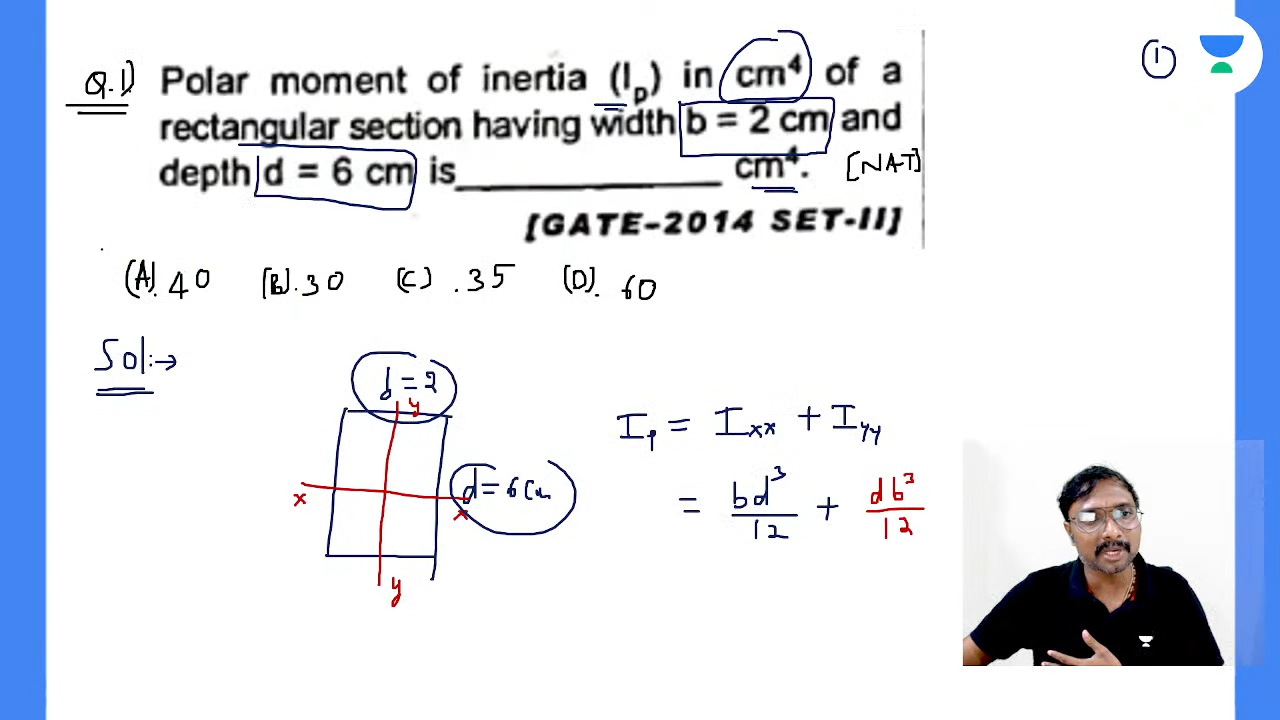 Q.1) Polar moment of inertia (Ip) in cm⁴ of a
①
rectangular section having width b = 2 cm and
depth d = 6 cm is____________ cm⁴. [NAT]
[GATE-2014 SET-II]
(A). 40 (B). 30 (C) . 35 (D). 60
Sol:→
b = 2
y
x
d = 6 cm
x
y
Ip = Ixx + Iyy
= bd³/12 + db³/12